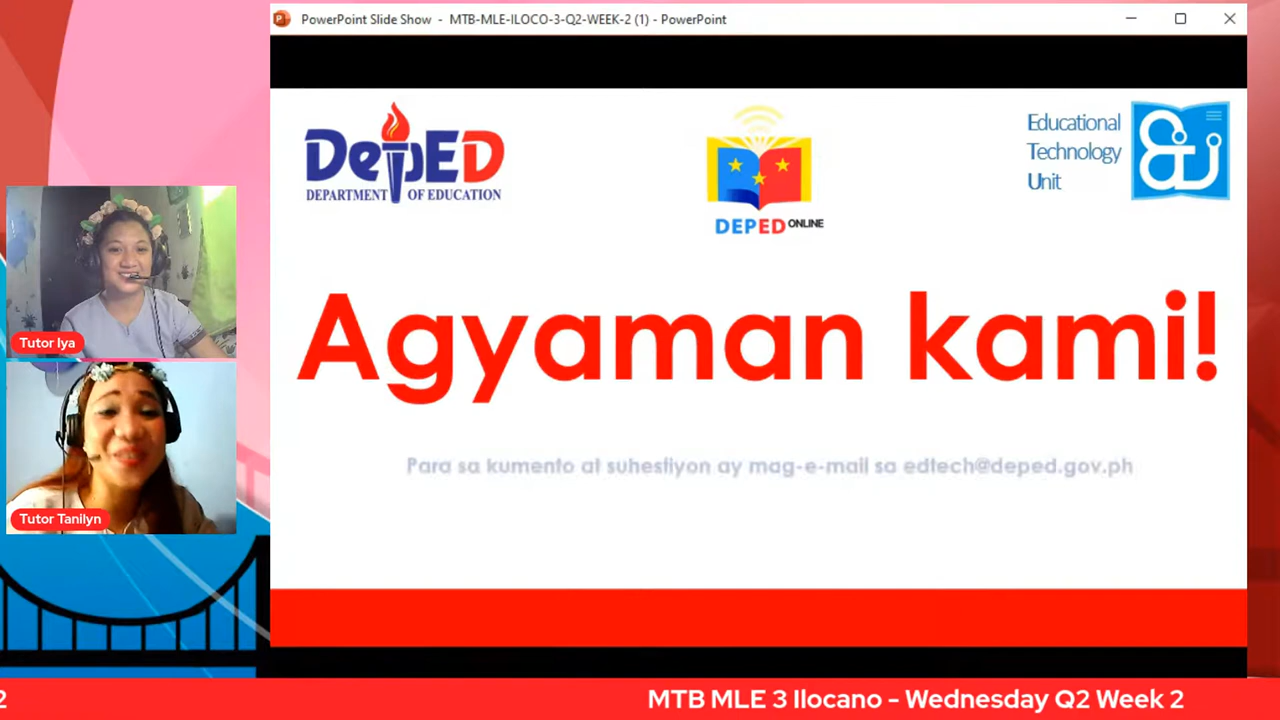 PowerPoint Slide Show - MTB-MLE-ILOCO-3-Q2-WEEK-2 (1) - PowerPoint
DepED
DEPARTMENT OF EDUCATION
DEPED ONLINE
Educational
Technology
Unit
Agyaman kami!
Para sa kumento at suhestiyon ay mag-e-mail sa edtech@deped.gov.ph
Tutor Iya
Tutor Tanilyn
2
MTB MLE 3 Ilocano - Wednesday Q2 Week 2